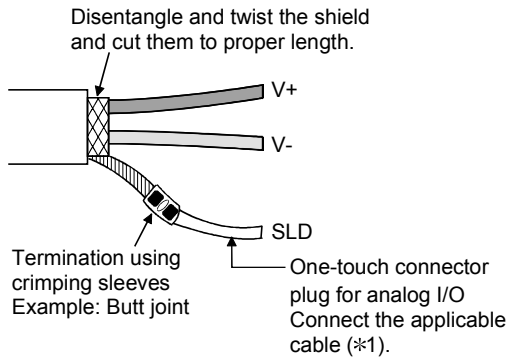 Disentangle and twist the shield
and cut them to proper length.
V+
V-
SLD
Termination using
crimping sleeves
Example: Butt joint
One-touch connector
plug for analog I/O
Connect the applicable
cable (*1).